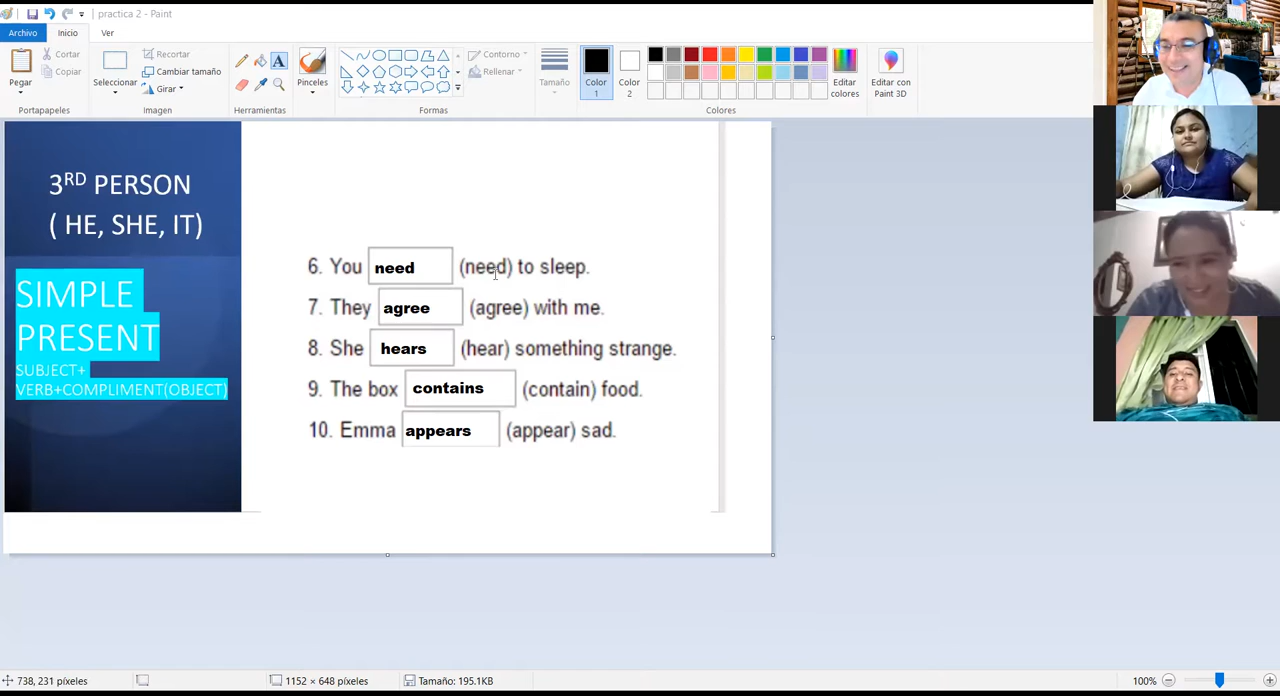 practica 2 - Paint
Archivo Inicio Ver
Pegar
Cortar
Copiar
Portapapeles
Seleccionar
Recortar
Cambiar tamaño
Girar
Imagen
A
Herramientas
Pinceles
Contorno
Rellenar
Formas
Tamaño
Color
1
Color
2
Editar
colores
Colores
Editar con
Paint 3D
3RD PERSON
( HE, SHE, IT)
SIMPLE
PRESENT
SUBJECT+
VERB+COMPLIMENT(OBJECT)
6. You need (need) to sleep.
7. They agree (agree) with me.
8. She hears (hear) something strange.
9. The box contains (contain) food.
10. Emma appears (appear) sad.
738, 231 píxeles
1152 × 648 píxeles
Tamaño: 195.1KB
100%